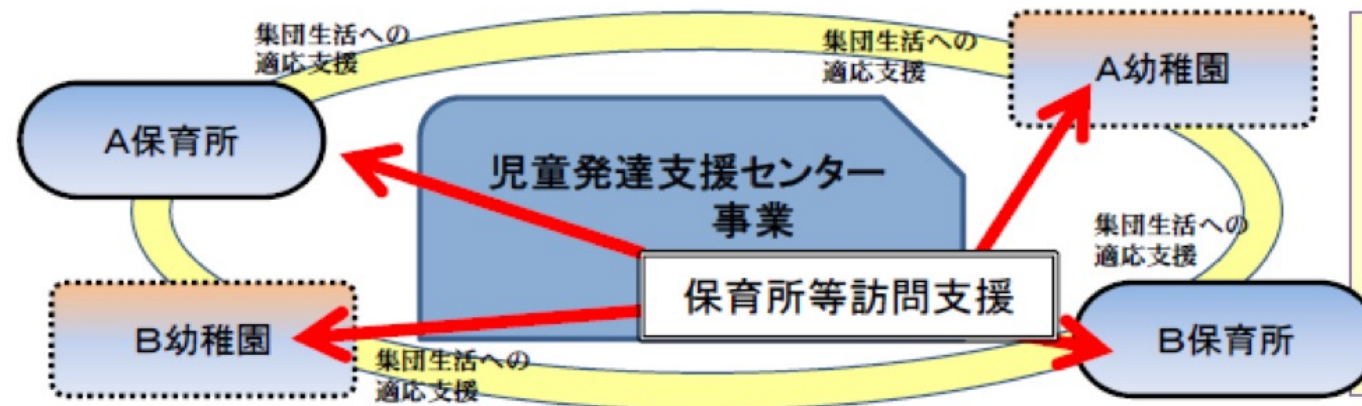 集団生活への
適応支援
集団生活への
適応支援
A幼稚園
A保育所
児童発達支援センター
事業
集団生活への
適応支援
保育所等訪問支援
B幼稚園
B保育所
集団生活への
適応支援